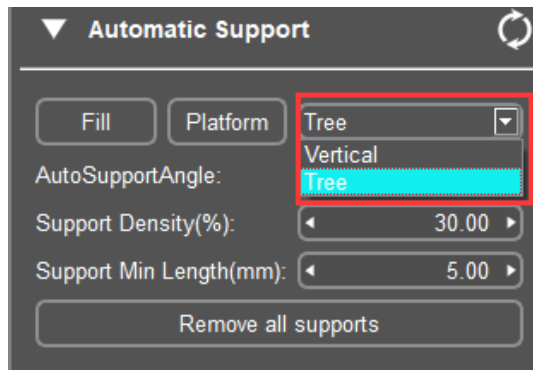 Automatic Support
Fill Platform Tree
Vertical
AutoSupportAngle: Tree
Support Density(%): 30.00
Support Min Length(mm): 5.00
Remove all supports